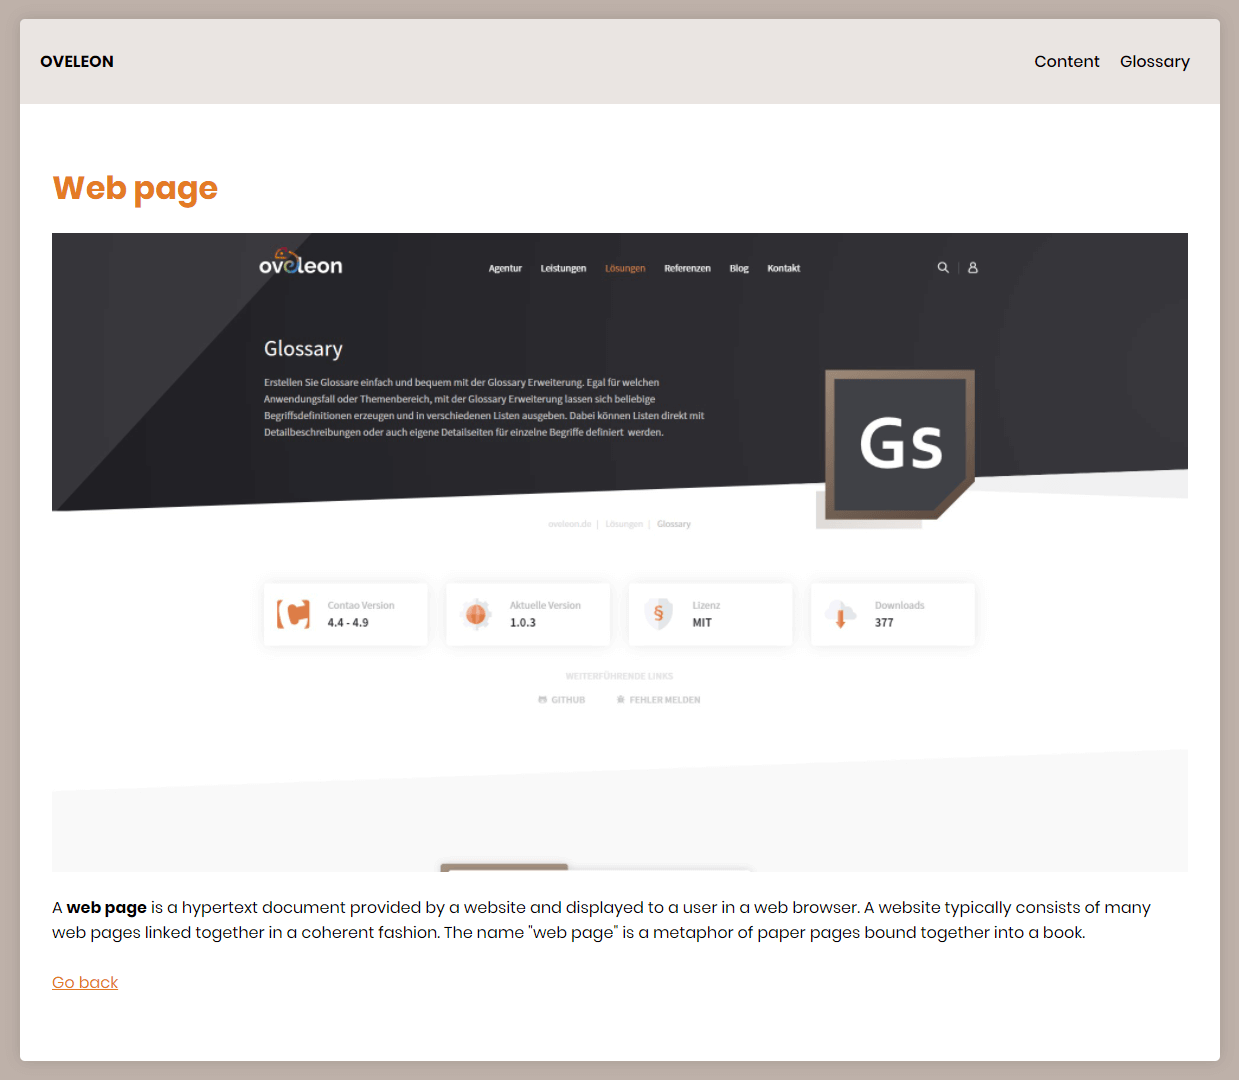 OVELEON
Content Glossary
Web page
oveleon
Agentur Leistungen Lösungen Referenzen Blog Kontakt
Glossary
Erstellen Sie Glossare einfach und bequem mit der Glossary Erweiterung. Egal für welchen
Anwendungsfall oder Themenbereich, mit der Glossary Erweiterung lassen sich beliebige
Begriffsdefinitionen erzeugen und in verschiedenen Listen ausgeben. Dabei können Listen direkt mit
Detailbeschreibungen oder auch eigene Detailseiten für einzelne Begriffe definiert werden.
Gs
oveleon.de | Lösungen | Glossary
Contao Version
4.4 - 4.9
Aktuelle Version
1.0.3
§
Lizenz
MIT
Downloads
377
WEITERFÜHRENDE LINKS
GITHUB FEHLER MELDEN
A web page is a hypertext document provided by a website and displayed to a user in a web browser. A website typically consists of many
web pages linked together in a coherent fashion. The name "web page" is a metaphor of paper pages bound together into a book.
Go back